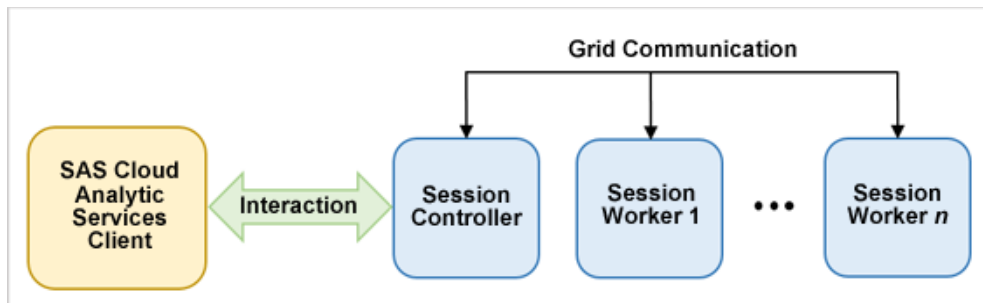 Grid Communication
SAS Cloud
Analytic
Services
Client
Interaction
Session
Controller
Session
Worker 1
•••
Session
Worker n